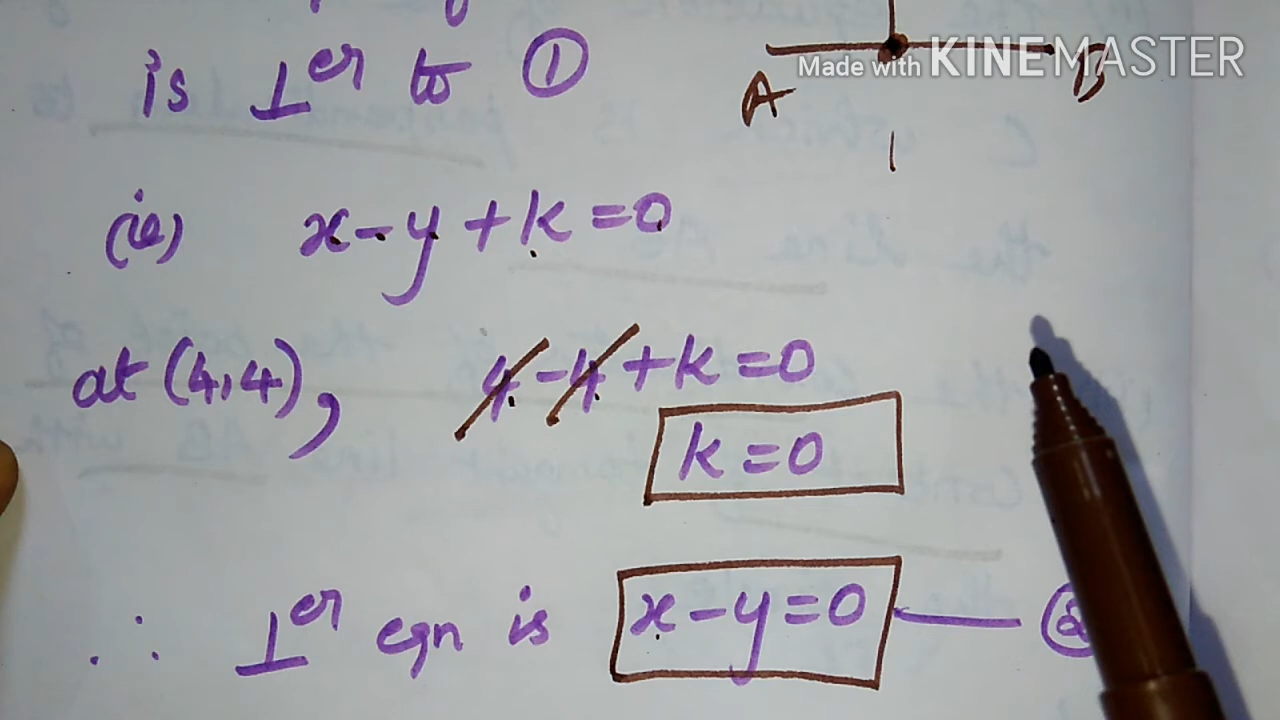 is ⊥er to ①
A B
Made with KINEMASTER
(ie) x - y + k = 0
at (4,4), 4 - 4 + k = 0
k = 0
∴ ⊥er eqn is x - y = 0 — ②